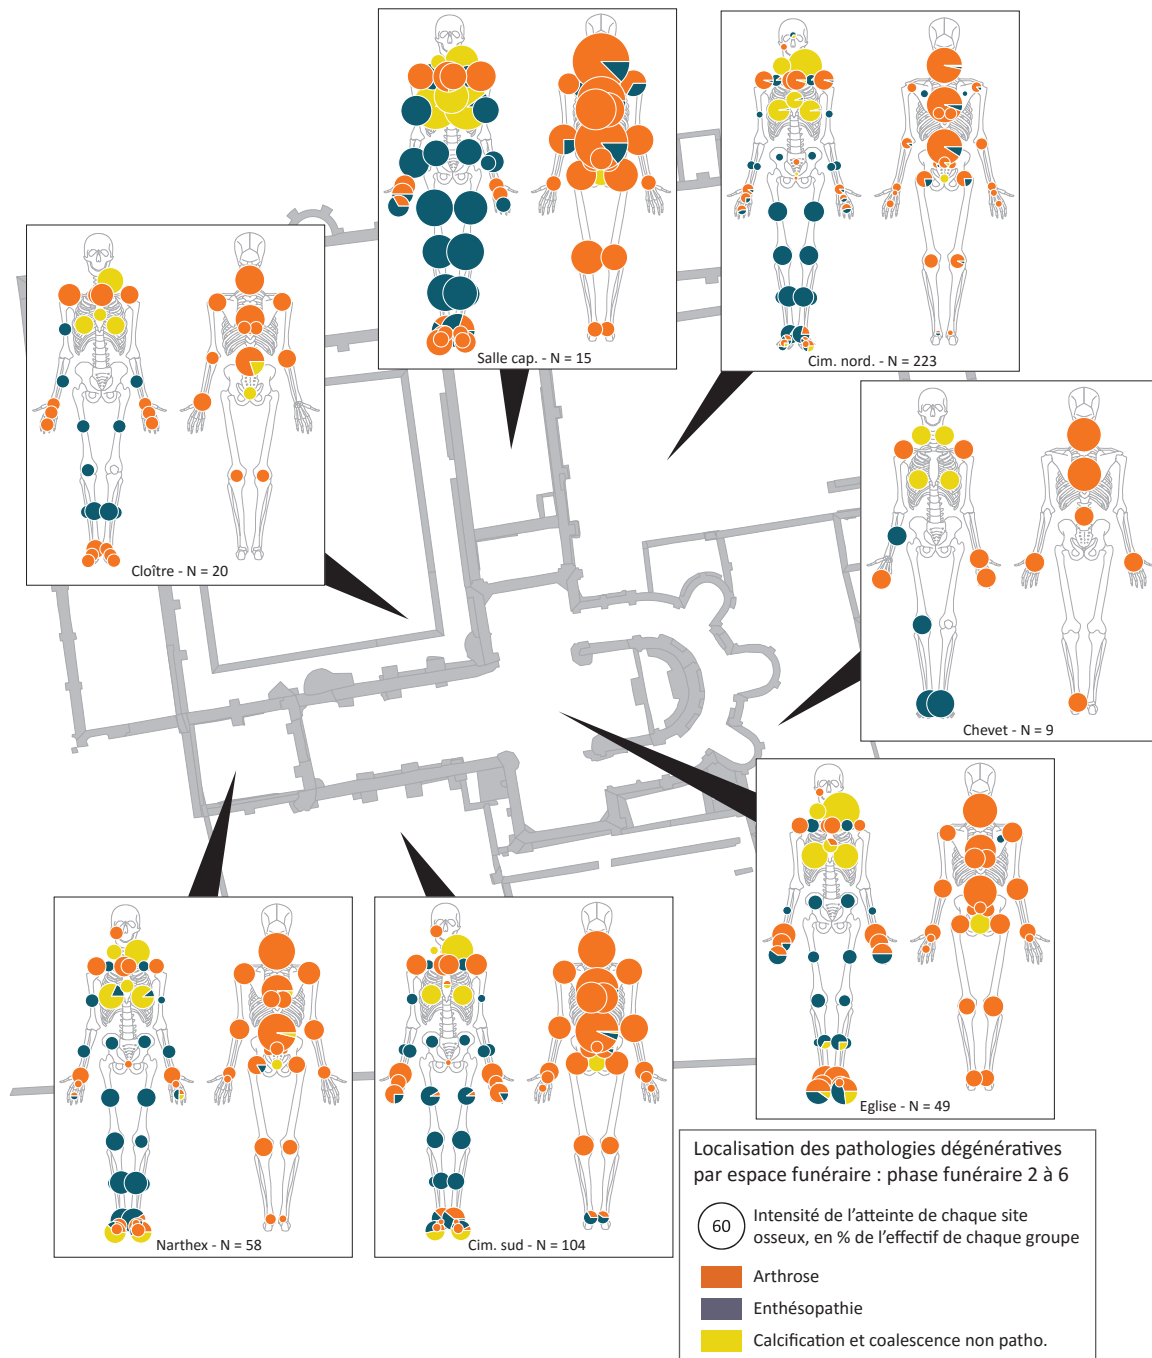 Salle cap. - N = 15
Cim. nord. - N = 223
Cloître - N = 20
Chevet - N = 9
Eglise - N = 49
Narthex - N = 58
Cim. sud - N = 104
Localisation des pathologies dégénératives
par espace funéraire : phase funéraire 2 à 6
60
Intensité de l’atteinte de chaque site
osseux, en % de l’effectif de chaque groupe
Arthrose
Enthésopathie
Calcification et coalescence non patho.